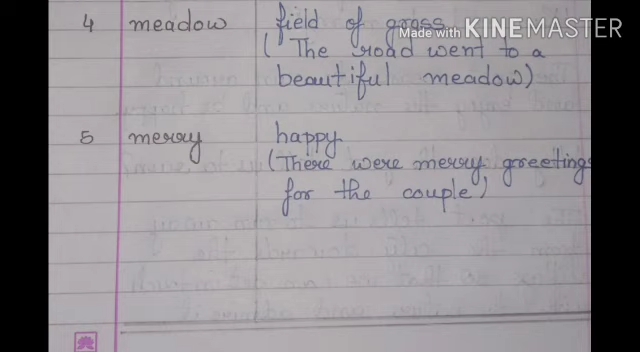 Made with KINEMASTER
4 meadow field of grass
( The road went to a
beautiful meadow)
5 merry happy
(There were merry greetings
for the couple)